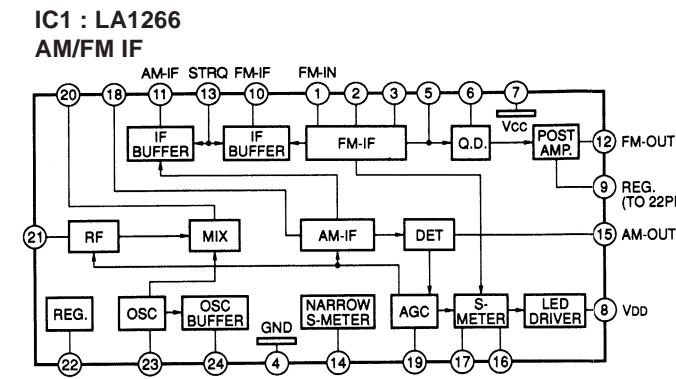 IC1 : LA1266
AM/FM IF
AM-IF STRQ FM-IF FM-IN
20 18 11 13 10 1 2 3 5 6 7
VCC
IF BUFFER
IF BUFFER
FM-IF
Q.D.
POST AMP.
12 FM-OUT
9 REG.
(TO 22PI
21
RF
MIX
AM-IF
DET
15 AM-OUT
REG.
OSC
OSC BUFFER
GND
NARROW S-METER
AGC
S-METER
LED DRIVER
8 VDD
22 23 24 4 14 19 17 16